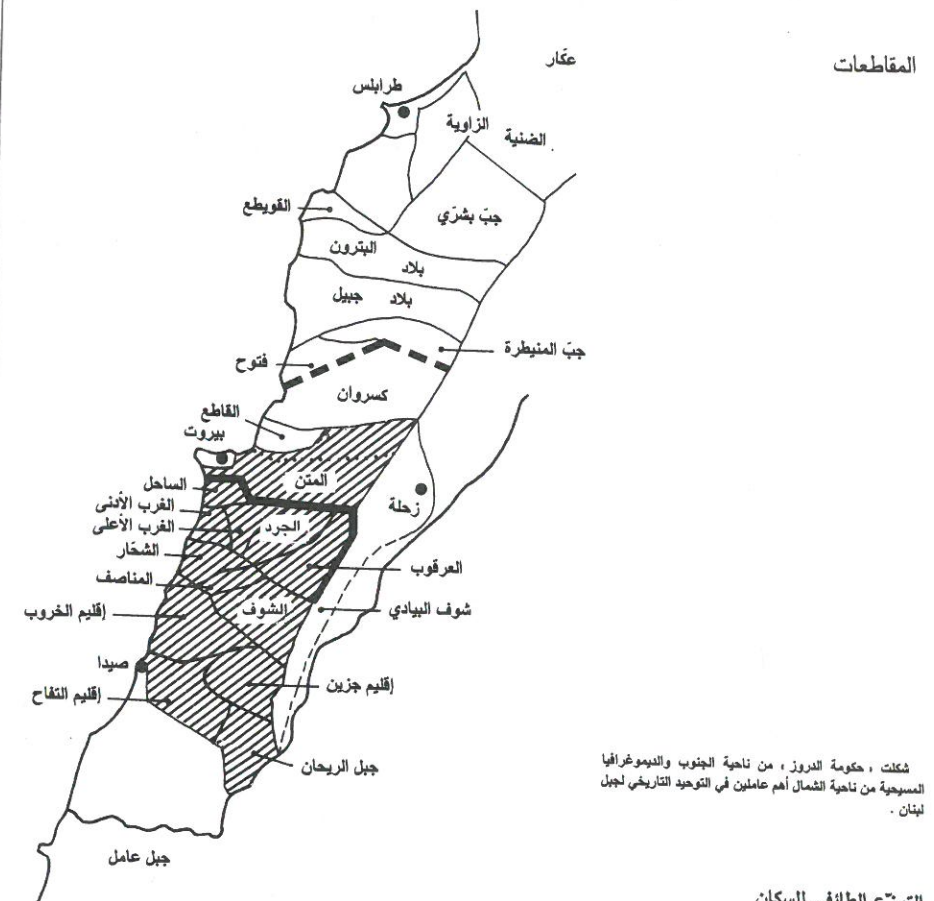 المقاطعات
عكّار
طرابلس
الزاوية
الضنية
القويطع
جبّ بشرّي
البترون
بلاد
بلاد جبيل
جبّ المنيطرة
فتوح
كسروان
القاطع
بيروت
المتن
الساحل
زحلة
الغرب الأدنى
الجرد
الغرب الأعلى
الشحّار
العرقوب
المناصف
الشوف
شوف البيادي
إقليم الخروب
صيدا
إقليم جزين
إقليم التفاح
جبل الريحان
شكلت ، حكومة الدروز ، من ناحية الجنوب والديموغرافيا
المسيحية من ناحية الشمال أهم عاملين في التوحيد التاريخي لجبل
لبنان .
جبل عامل